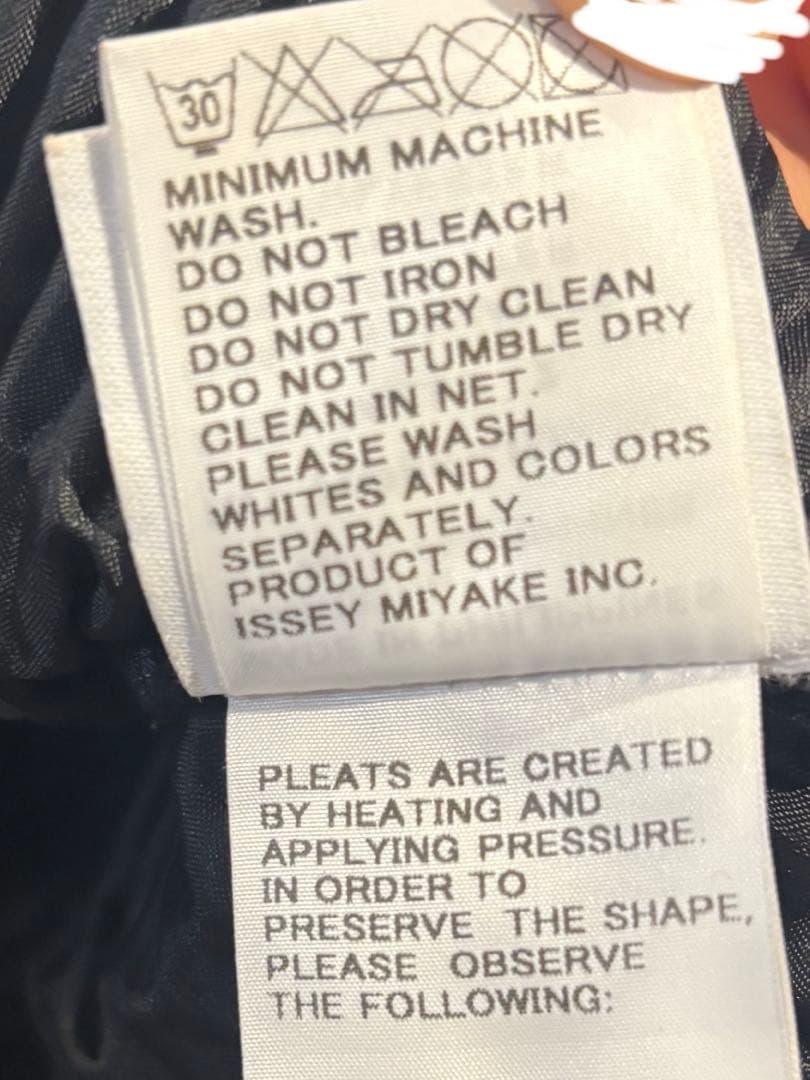 30
MINIMUM MACHINE
WASH.
DO NOT BLEACH
DO NOT IRON
DO NOT DRY CLEAN
DO NOT TUMBLE DRY
CLEAN IN NET.
PLEASE WASH
WHITES AND COLORS
SEPARATELY.
PRODUCT OF
ISSEY MIYAKE INC.
PLEATS ARE CREATED
BY HEATING AND
APPLYING PRESSURE.
IN ORDER TO
PRESERVE THE SHAPE,
PLEASE OBSERVE
THE FOLLOWING: